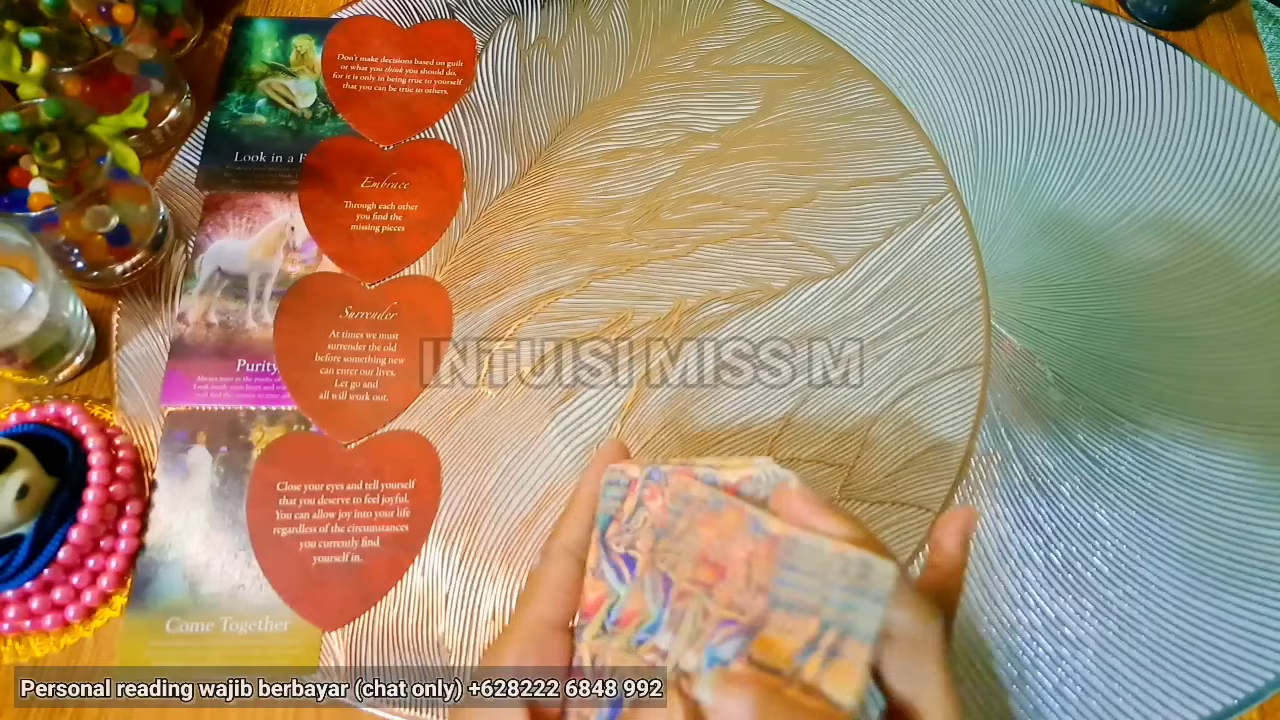 Don't make decisions based on guilt
or what you think you should do,
for it is only in being true to yourself
that you can be true to others.
Look in a
Embrace
Through each other
you find the
missing pieces
Surrender
At times we must
surrender the old
before something new
can enter our lives.
Let go and
all will work out.
Purity
INTUISI MISSIM
Close your eyes and tell yourself
that you deserve to feel joyful.
You can allow joy into your life
regardless of the circumstances
you currently find
yourself in.
Come Together
Personal reading wajib berbayar (chat only) +628222 6848 992